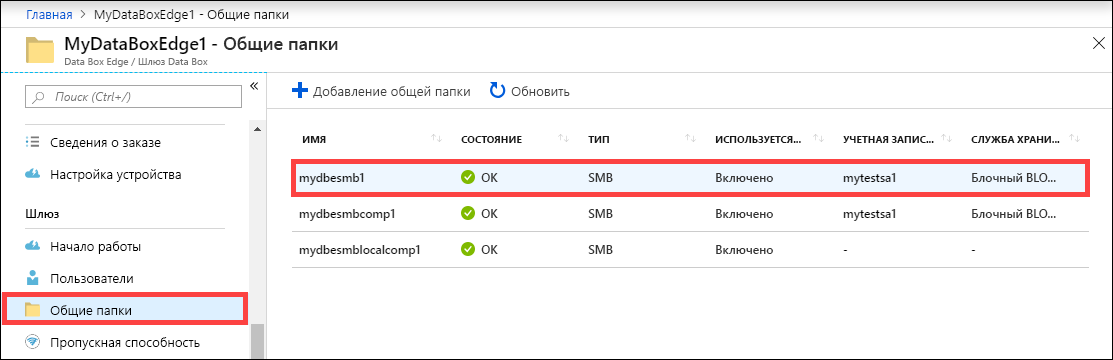 Главная > MyDataBoxEdge1 - Общие папки
MyDataBoxEdge1 - Общие папки
Data Box Edge / Шлюз Data Box
Поиск (Ctrl+/)
Сведения о заказе
Настройка устройства
Шлюз
Начало работы
Пользователи
Общие папки
Пропускная способность
Добавление общей папки Обновить
ИМЯ СОСТОЯНИЕ ТИП ИСПОЛЬЗУЕТСЯ... УЧЕТНАЯ ЗАПИС... СЛУЖБА ХРАНИ...
mydbesmb1 OK SMB Включено mytestsa1 Блочный BLO...
mydbesmbcomp1 OK SMB Включено mytestsa1 Блочный BLO...
mydbesmblocalcomp1 OK SMB Включено - -